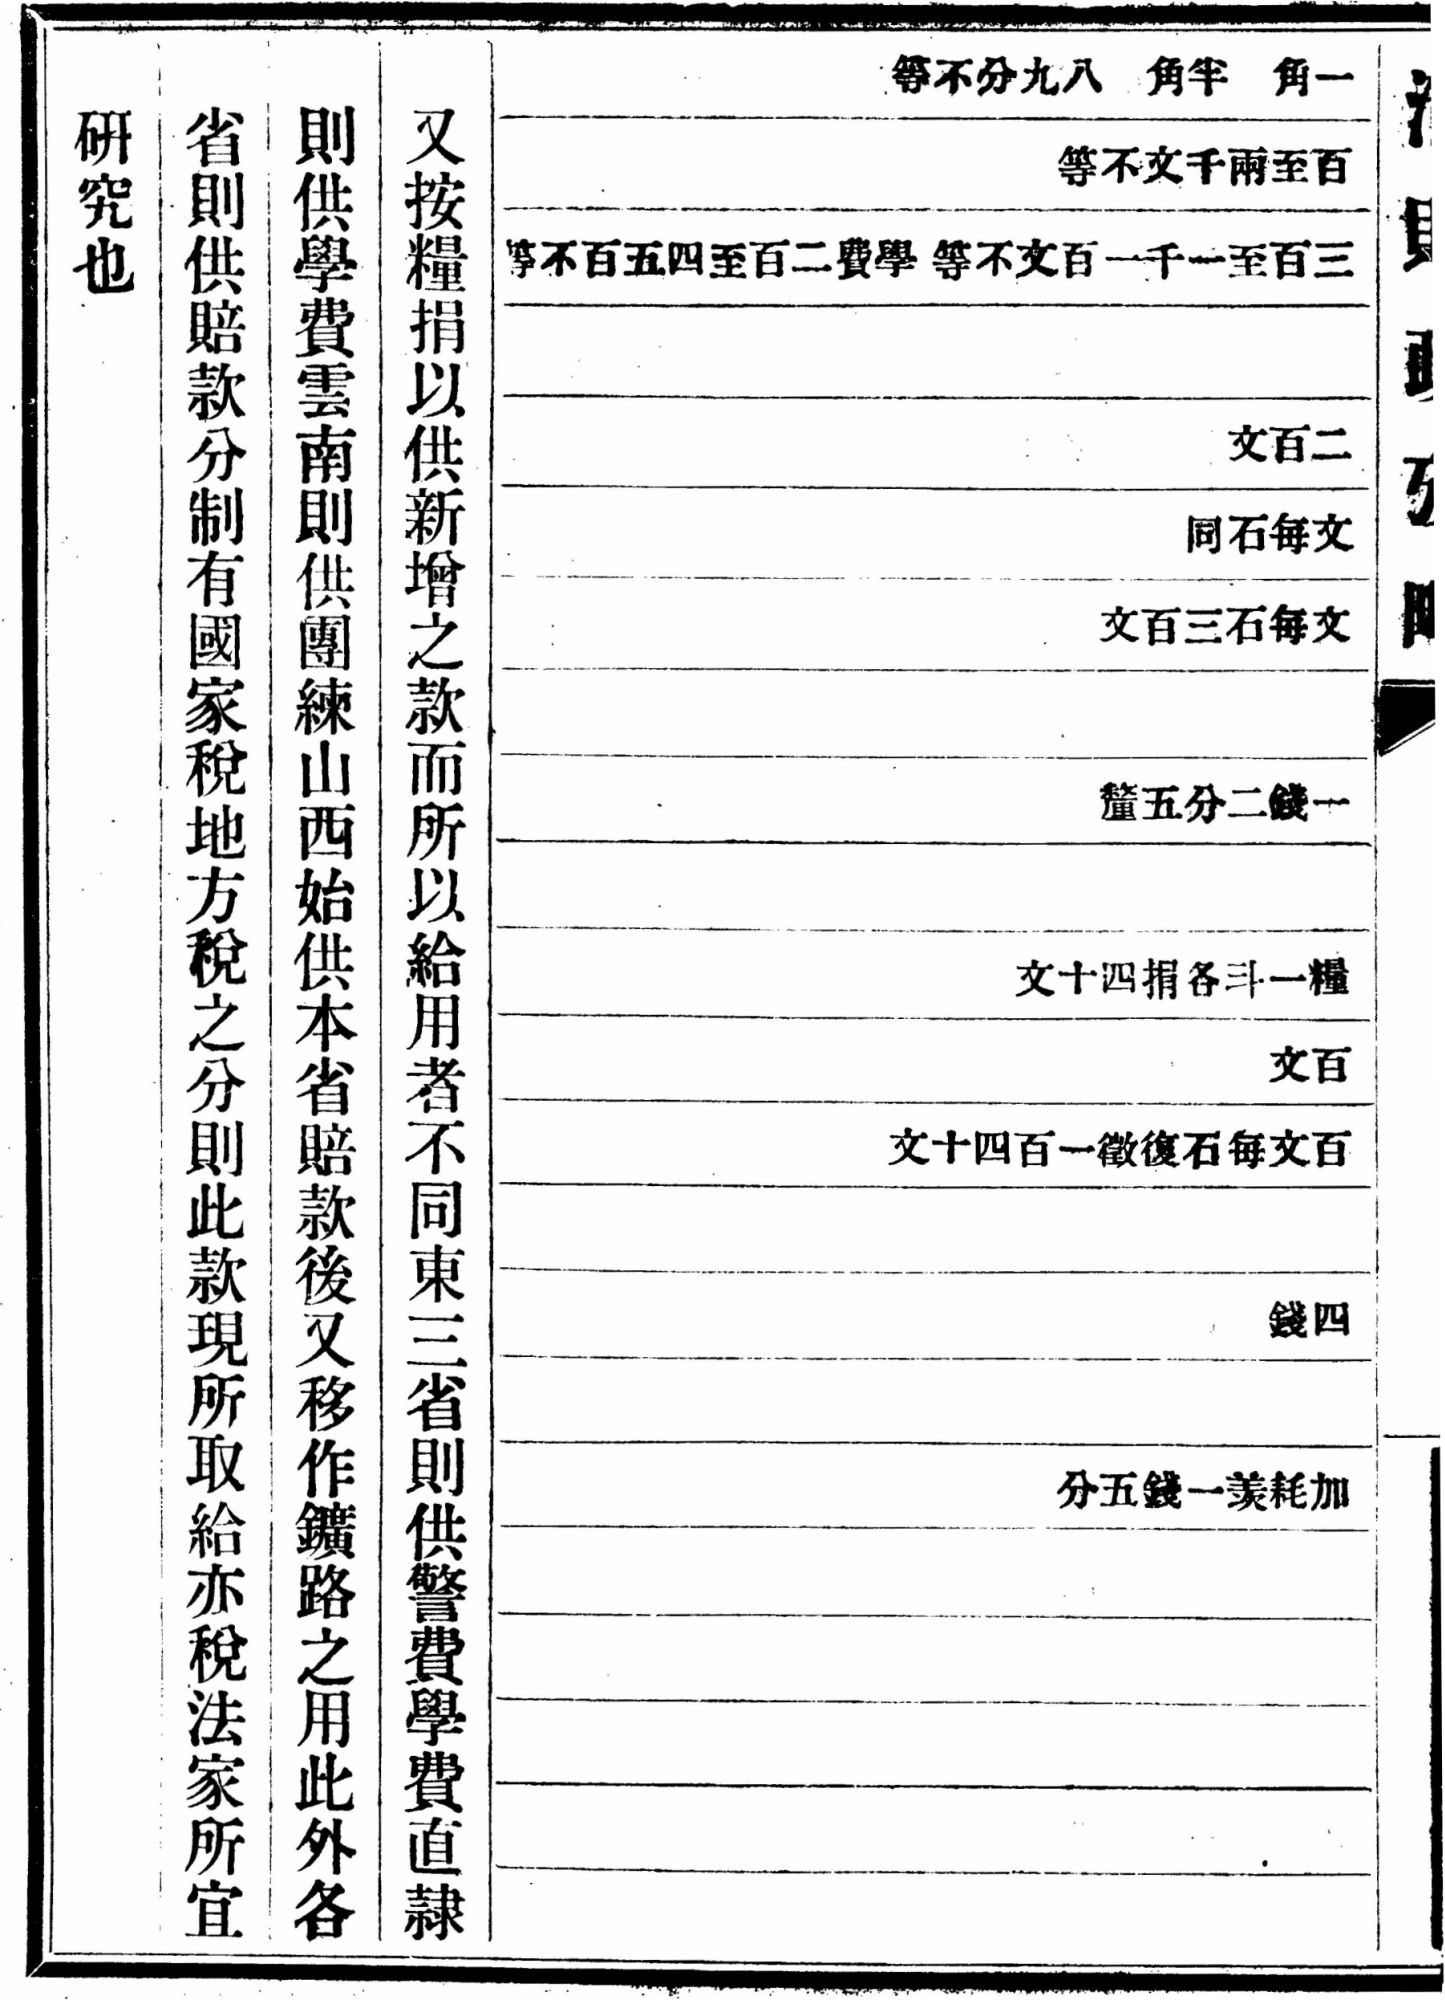 一角 半角 八九分不等
百至兩千文不等
三百至一千一百文不等 學費二百至四五百不等
二百文
文每石同
文每石三百文
一錢二分五釐
糧一斗各捐四十文
百文
百文每石復徵一百四十文
四錢
加耗羨一錢五分
又按糧捐以供新增之款而所以給用者不同東三省則供警費學費直隸
則供學費雲南則供團練山西始供本省賠款後又移作鑛路之用此外各
省則供賠款分制有國家稅地方稅之分則此款現所取給亦稅法家所宜
研究也